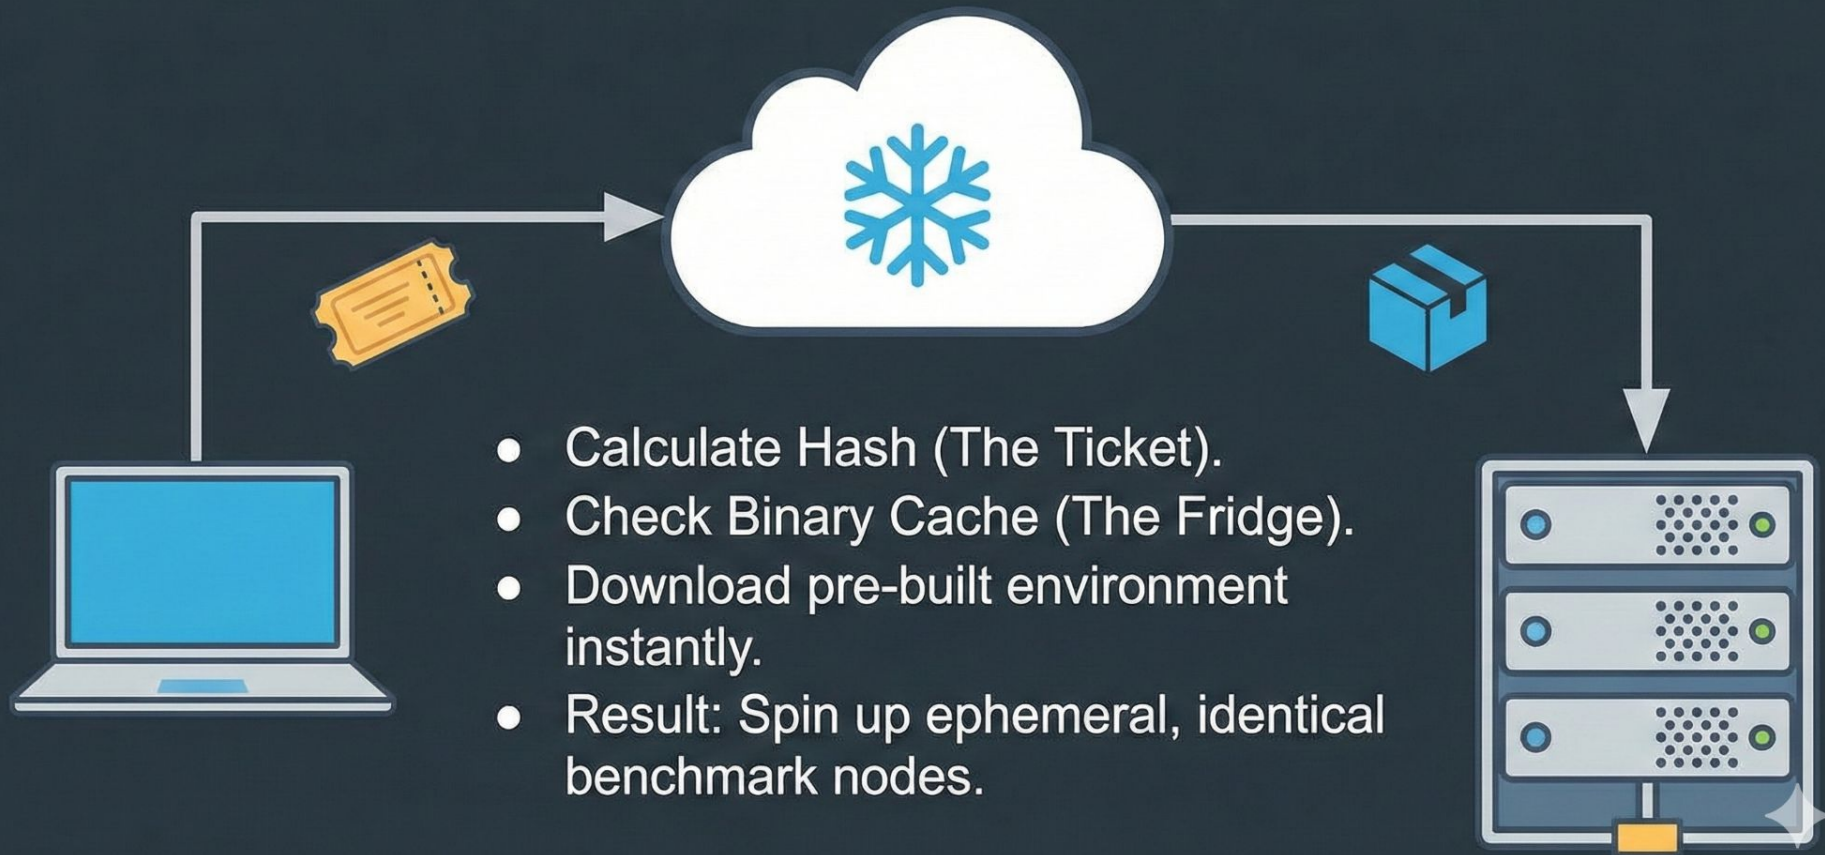 ● Calculate Hash (The Ticket).
● Check Binary Cache (The Fridge).
● Download pre-built environment
instantly.
● Result: Spin up ephemeral, identical
benchmark nodes.